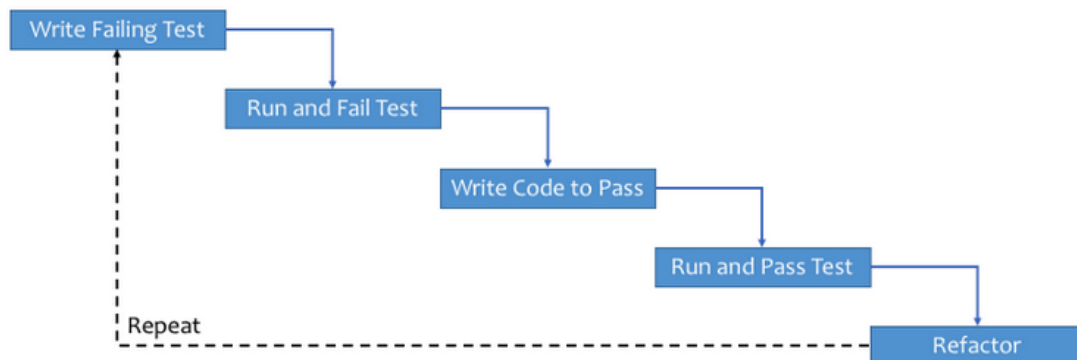 Write Failing Test
Run and Fail Test
Write Code to Pass
Run and Pass Test
Repeat
Refactor